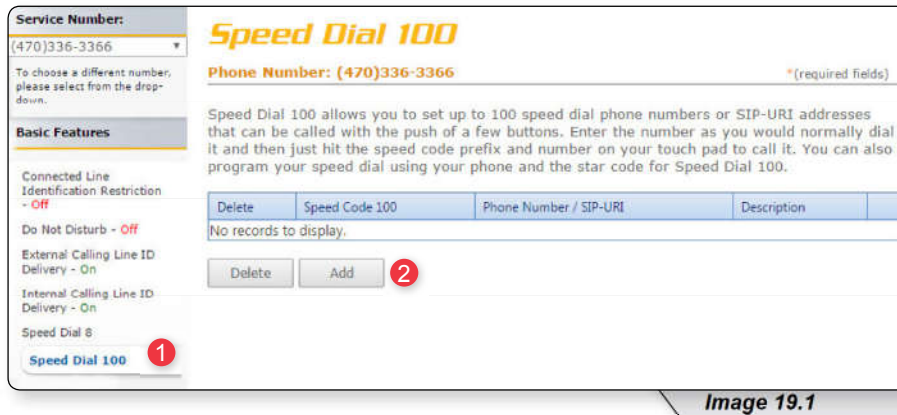 Service Number:
(470)336-3366
To choose a different number,
please select from the drop-
down.
Basic Features
Connected Line
Identification Restriction
- Off
Do Not Disturb - Off
External Calling Line ID
Delivery - On
Internal Calling Line ID
Delivery - On
Speed Dial 8
Speed Dial 100
1
Speed Dial 100
Phone Number: (470)336-3366
*(required fields)
Speed Dial 100 allows you to set up to 100 speed dial phone numbers or SIP-URI addresses
that can be called with the push of a few buttons. Enter the number as you would normally dial
it and then just hit the speed code prefix and number on your touch pad to call it. You can also
program your speed dial using your phone and the star code for Speed Dial 100.
Delete Speed Code 100 Phone Number / SIP-URI Description
No records to display.
Delete Add 2
Image 19.1